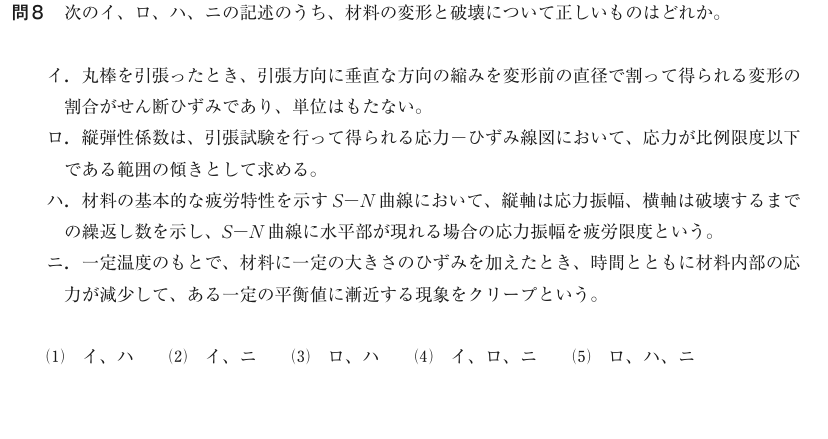 問8 次のイ、ロ、ハ、ニの記述のうち、材料の変形と破壊について正しいものはどれか。
イ．丸棒を引張ったとき、引張方向に垂直な方向の縮みを変形前の直径で割って得られる変形の
割合がせん断ひずみであり、単位はもたない。
ロ．縦弾性係数は、引張試験を行って得られる応力－ひずみ線図において、応力が比例限度以下
である範囲の傾きとして求める。
ハ．材料の基本的な疲労特性を示す S－N 曲線において、縦軸は応力振幅、横軸は破壊するまで
の繰返し数を示し、S－N 曲線に水平部が現れる場合の応力振幅を疲労限度という。
ニ．一定温度のもとで、材料に一定の大きさのひずみを加えたとき、時間とともに材料内部の応
力が減少して、ある一定の平衡値に漸近する現象をクリープという。
(1) イ、ハ (2) イ、ニ (3) ロ、ハ (4) イ、ロ、ニ (5) ロ、ハ、ニ